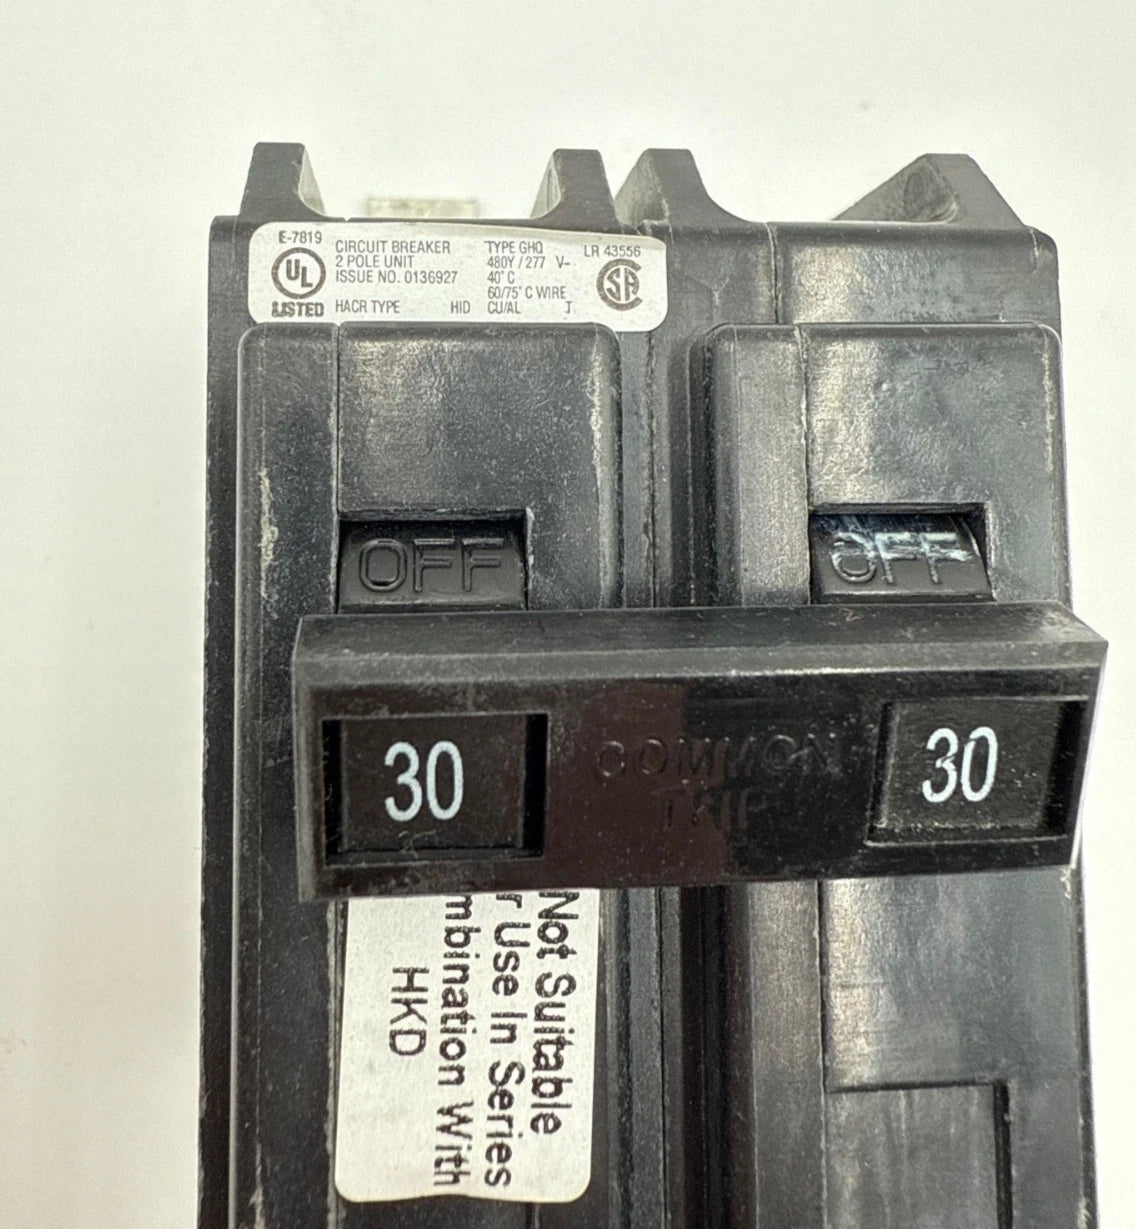 E-7819
UL
LISTED
CIRCUIT BREAKER
2 POLE UNIT
ISSUE NO. 0136927
HACR TYPE HID
TYPE GHQ
480Y/277 V~
40°C
60/75°C WIRE
CU/AL J
LR 43556
SA
OFF
OFF
30
COMMON
TRIP
30
Not Suitable
r Use In Series
mbination With
HKD